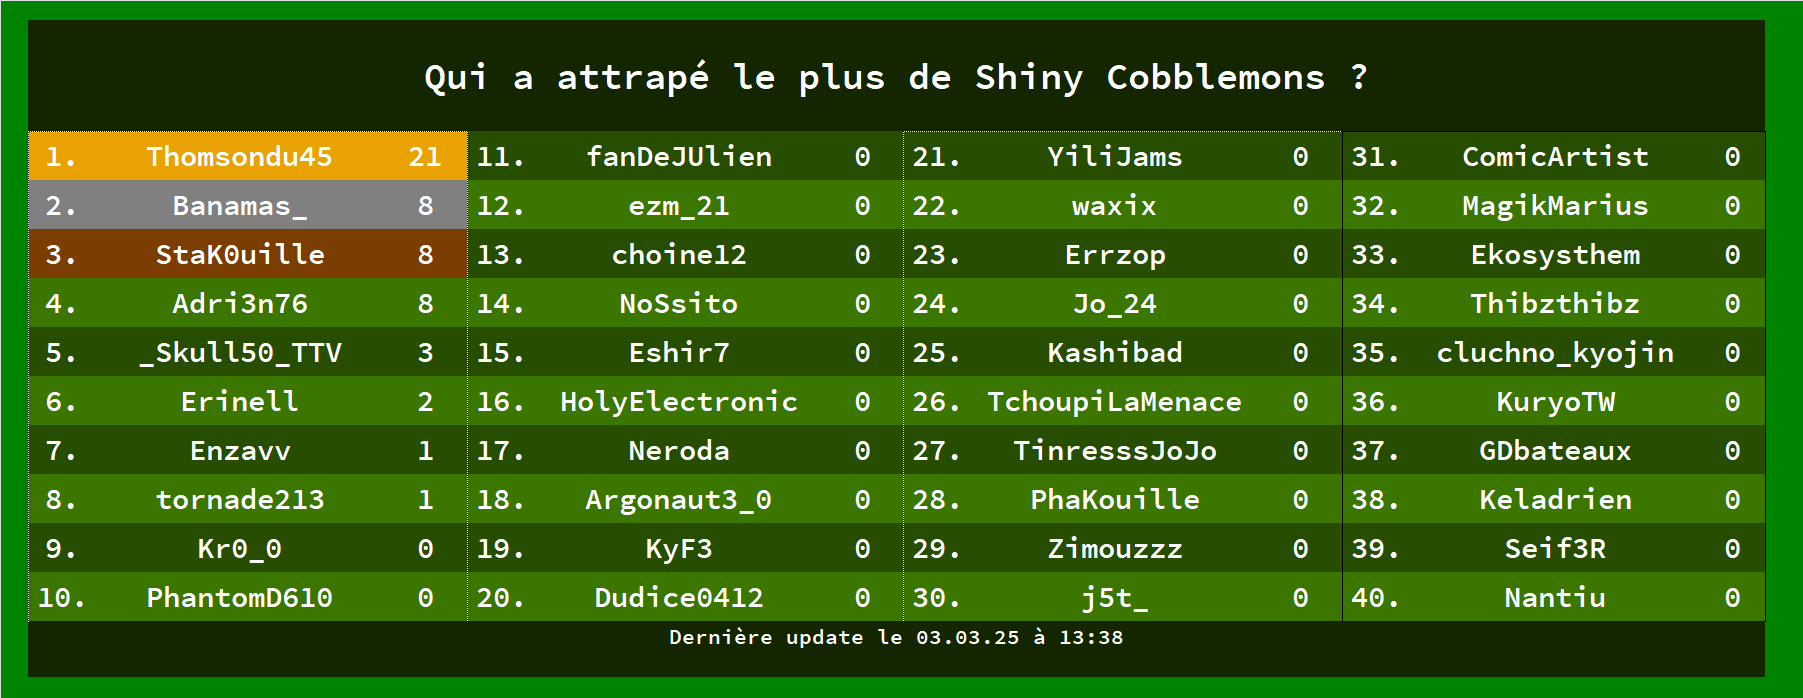 Qui a attrapé le plus de Shiny Cobblemons ?
1. Thomsondu45 21
2. Banamas_ 8
3. StaK0uille 8
4. Adri3n76 8
5. _Skull50_TTV 3
6. Erinell 2
7. Enzavv 1
8. tornade213 1
9. Kr0_0 0
10. PhantomD610 0
11. fanDeJUlien 0
12. ezm_21 0
13. choine12 0
14. NoSsito 0
15. Eshir7 0
16. HolyElectronic 0
17. Neroda 0
18. Argonaut3_0 0
19. KyF3 0
20. Dudice0412 0
21. YiliJams 0
22. waxix 0
23. Errzop 0
24. Jo_24 0
25. Kashibad 0
26. TchoupiLaMenace 0
27. TinresssJoJo 0
28. PhaKouille 0
29. Zimouzzz 0
30. j5t_ 0
31. ComicArtist 0
32. MagikMarius 0
33. Ekosysthem 0
34. Thibzthibz 0
35. cluchno_kyojin 0
36. KuryoTW 0
37. GDbateaux 0
38. Keladrien 0
39. Seif3R 0
40. Nantiu 0
Dernière update le 03.03.25 à 13:38